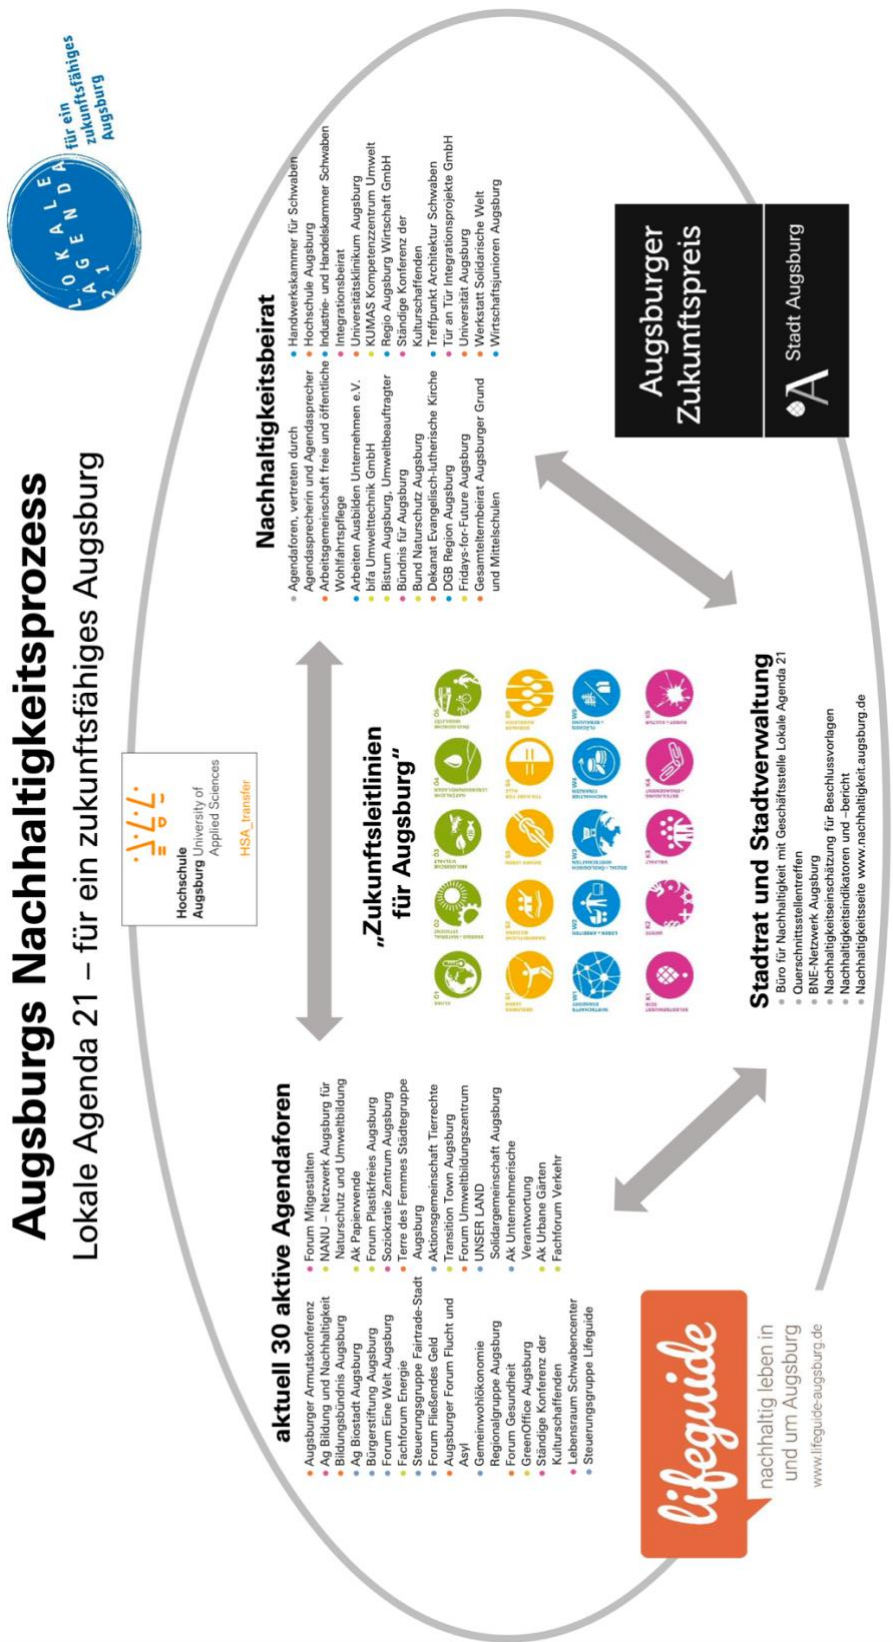 Augsburgs Nachhaltigkeitsprozess
Lokale Agenda 21 – für ein zukunftsfähiges Augsburg
LOKALE
AGENDA
21
für ein
zukunftsfähiges
Augsburg
Hochschule
Augsburg University of
Applied Sciences
HSA_transfer
aktuell 30 aktive Agendaforen
• Augsburger Armutskonferenz
• Ag Bildung und Nachhaltigkeit
• Bildungsbündnis Augsburg
• Ag Biostadt Augsburg
• Bürgerstiftung Augsburg
• Forum Eine Welt Augsburg
• Fachforum Energie
• Steuerungsgruppe Fairtrade-Stadt
• Forum Fließendes Geld
• Augsburger Forum Flucht und
Asyl
• Gemeinwohlökonomie
Regionalgruppe Augsburg
• Forum Gesundheit
• GreenOffice Augsburg
• Ständige Konferenz der
Kulturschaffenden
• Lebensraum Schwabencenter
• Steuerungsgruppe Lifeguide
• Forum Mitgestalten
• NANU – Netzwerk Augsburg für
Naturschutz und Umweltbildung
• Ak Papierwende
• Forum Plastikfreies Augsburg
• Soziokratie Zentrum Augsburg
• Terre des Femmes Städtegruppe
Augsburg
• Aktionsgemeinschaft Tierrechte
• Transition Town Augsburg
• Forum Umweltbildungszentrum
• UNSER LAND
Solidargemeinschaft Augsburg
• Ak Unternehmerische
Verantwortung
• Ak Urbane Gärten
• Fachforum Verkehr
„Zukunftsleitlinien
für Augsburg“
Nachhaltigkeitsbeirat
• Agendaforen, vertreten durch
Agendasprecherin und Agendasprecher
• Arbeitsgemeinschaft freie und öffentliche
Wohlfahrtspflege
• Arbeiten Ausbilden Unternehmen e.V.
• bifa Umwelttechnik GmbH
• Bistum Augsburg, Umweltbeauftragter
• Bündnis für Augsburg
• Bund Naturschutz Augsburg
• Dekanat Evangelisch-lutherische Kirche
• DGB Region Augsburg
• Fridays-for-Future Augsburg
• Gesamtelternbeirat Augsburger Grund
und Mittelschulen
• Handwerkskammer für Schwaben
• Hochschule Augsburg
• Industrie- und Handelskammer Schwaben
• Integrationsbeirat
• Universitätsklinikum Augsburg
• KUMAS Kompetenzzentrum Umwelt
• Regio Augsburg Wirtschaft GmbH
• Ständige Konferenz der
Kulturschaffenden
• Treffpunkt Architektur Schwaben
• Tür an Tür Integrationsprojekte GmbH
• Universität Augsburg
• Werkstatt Solidarische Welt
• Wirtschaftsjunioren Augsburg
Stadtrat und Stadtverwaltung
• Büro für Nachhaltigkeit mit Geschäftsstelle Lokale Agenda 21
• Querschnittsstellentreffen
• BNE-Netzwerk Augsburg
• Nachhaltigkeitseinschätzung für Beschlussvorlagen
• Nachhaltigkeitsindikatoren und –bericht
• Nachhaltigkeitsseite www.nachhaltigkeit.augsburg.de
lifeguide
nachhaltig leben in
und um Augsburg
www.lifeguide-augsburg.de
Augsburger
Zukunftspreis
Stadt Augsburg